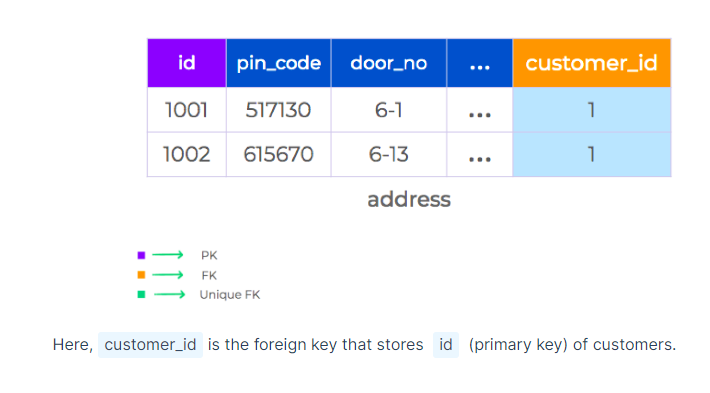 id pin_code door_no ... customer_id
1001 517130 6-1 ... 1
1002 615670 6-13 ... 1
address
PK
FK
Unique FK
Here, customer_id is the foreign key that stores id (primary key) of customers.